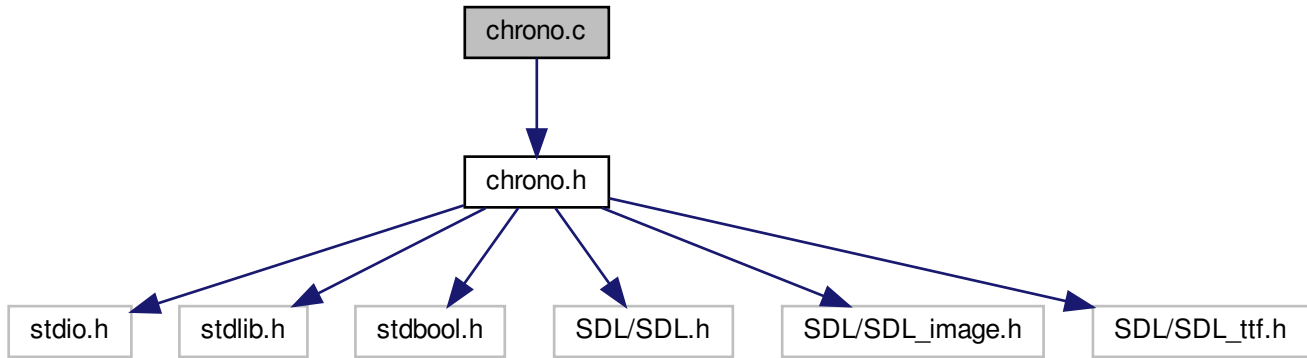 chrono.c
chrono.h
stdio.h
stdlib.h
stdbool.h
SDL/SDL.h
SDL/SDL_image.h
SDL/SDL_ttf.h